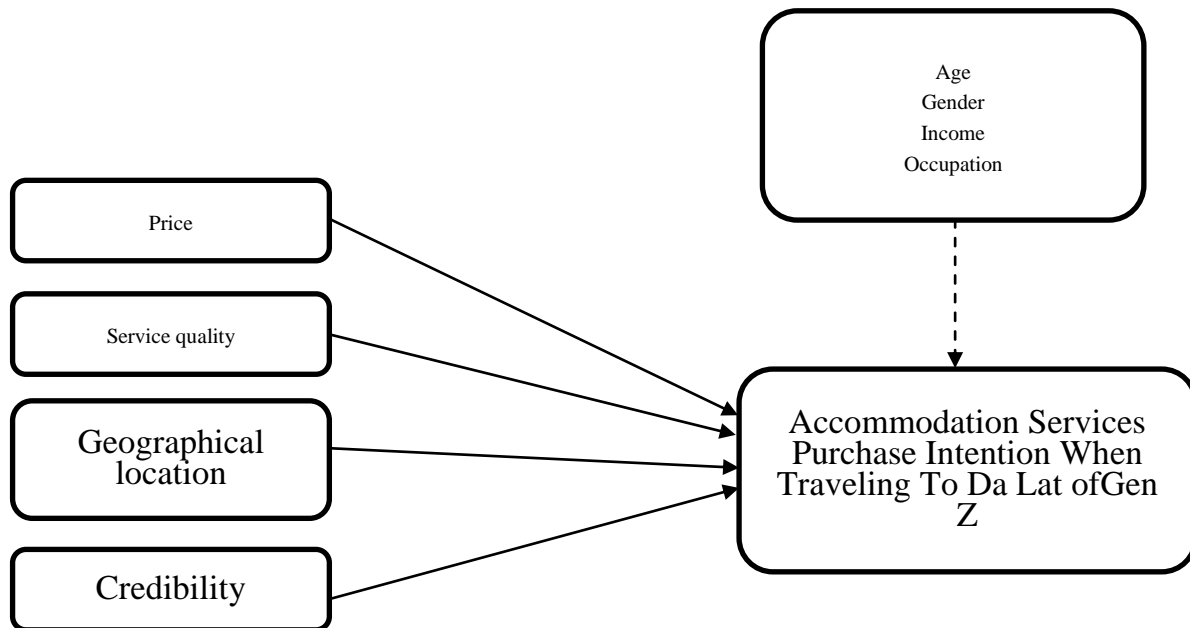 Age
Gender
Income
Occupation
Price
Service quality
Geographical
location
Credibility
Accommodation Services
Purchase Intention When
Traveling To Da Lat ofGen
Z